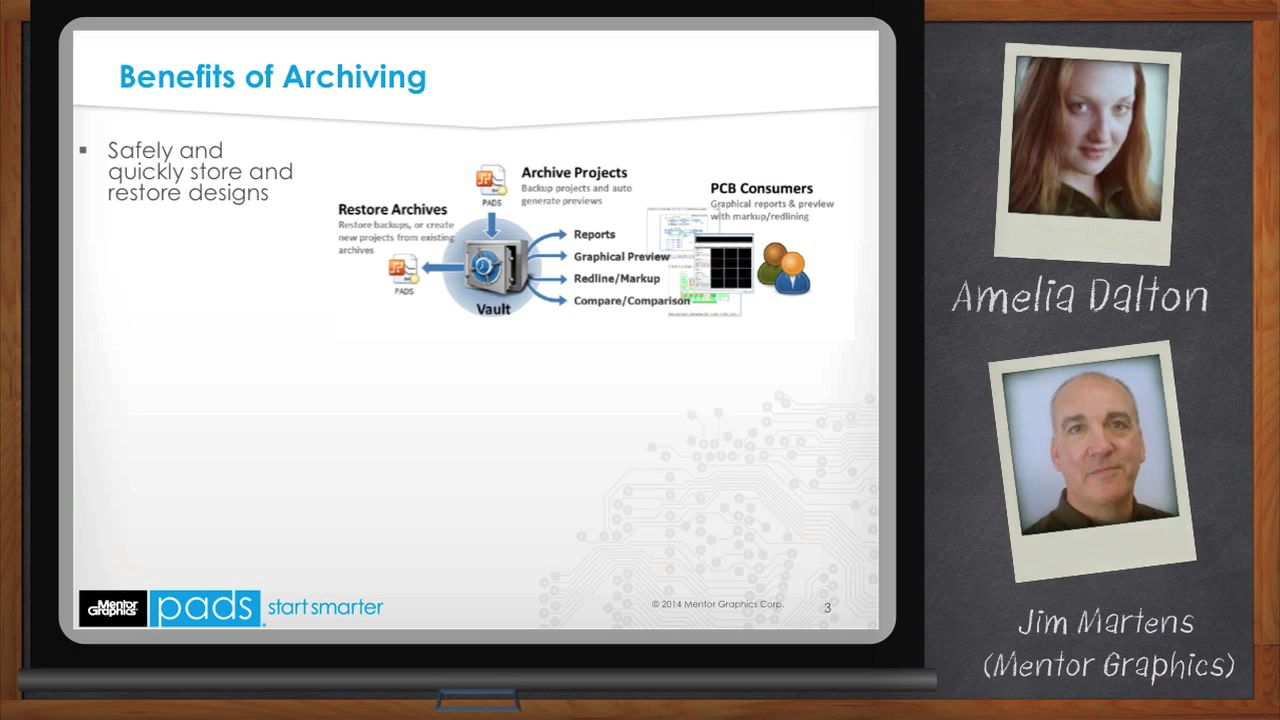 Benefits of Archiving
▪ Safely and
quickly store and
restore designs
Archive Projects
Backup projects and auto
generate previews
PADS
PCB Consumers
Graphical reports & preview
with markup/redlining
Restore Archives
Restore backups, or create
new projects from existing
archives
PADS
Vault
Reports
Graphical Preview
Redline/Markup
Compare/Comparison
Mentor
Graphics
pads.
start smarter
© 2014 Mentor Graphics Corp.
3
Amelia Dalton
Jim Martens
(Mentor Graphics)